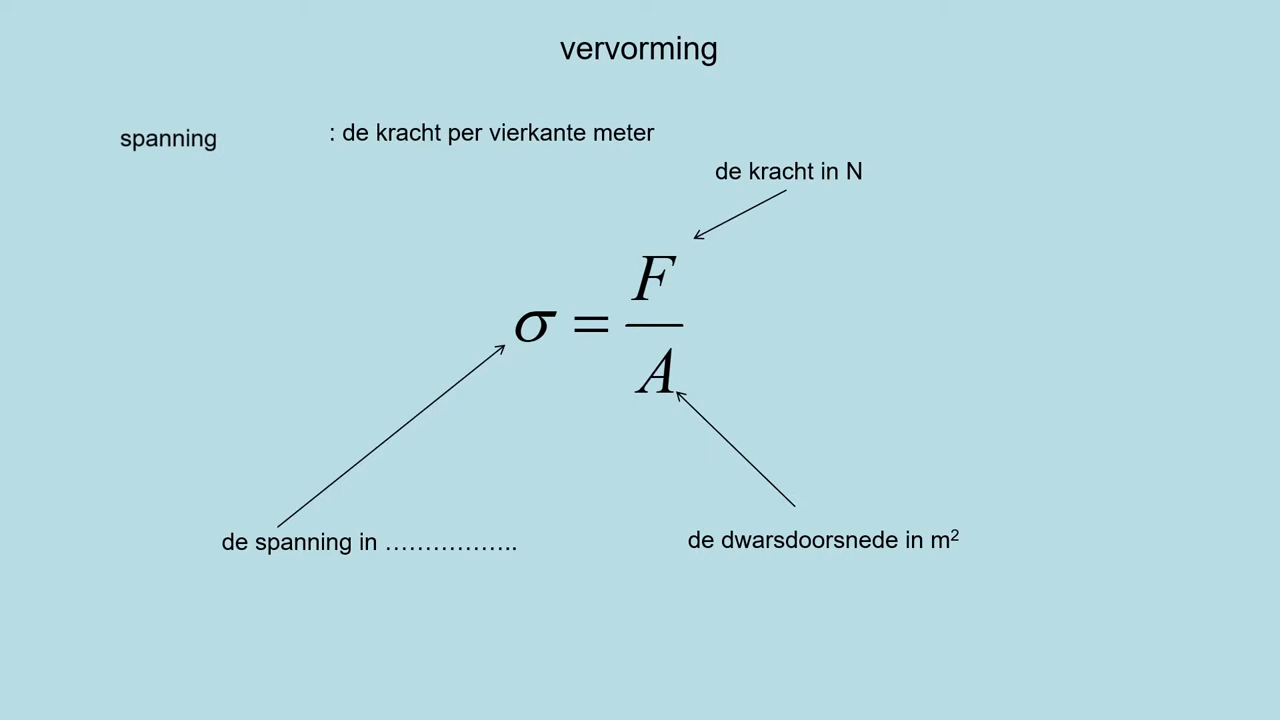 vervorming
spanning : de kracht per vierkante meter
de kracht in N
σ = F / A
de spanning in ……………..
de dwarsdoorsnede in m²